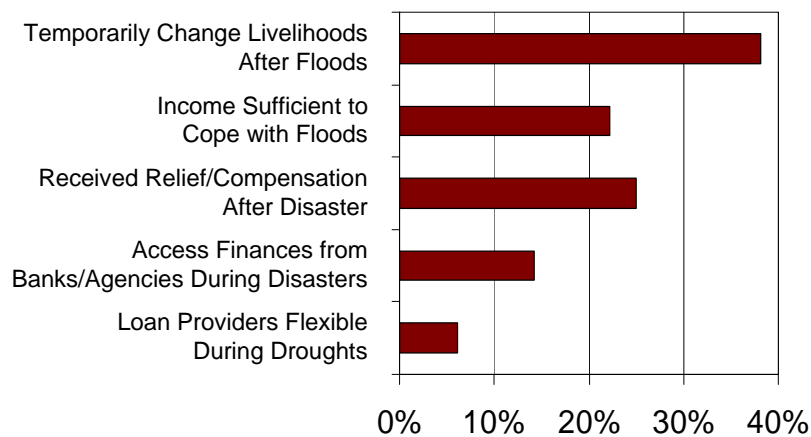 Temporarily Change Livelihoods
After Floods
Income Sufficient to
Cope with Floods
Received Relief/Compensation
After Disaster
Access Finances from
Banks/Agencies During Disasters
Loan Providers Flexible
During Droughts
0% 10% 20% 30% 40%